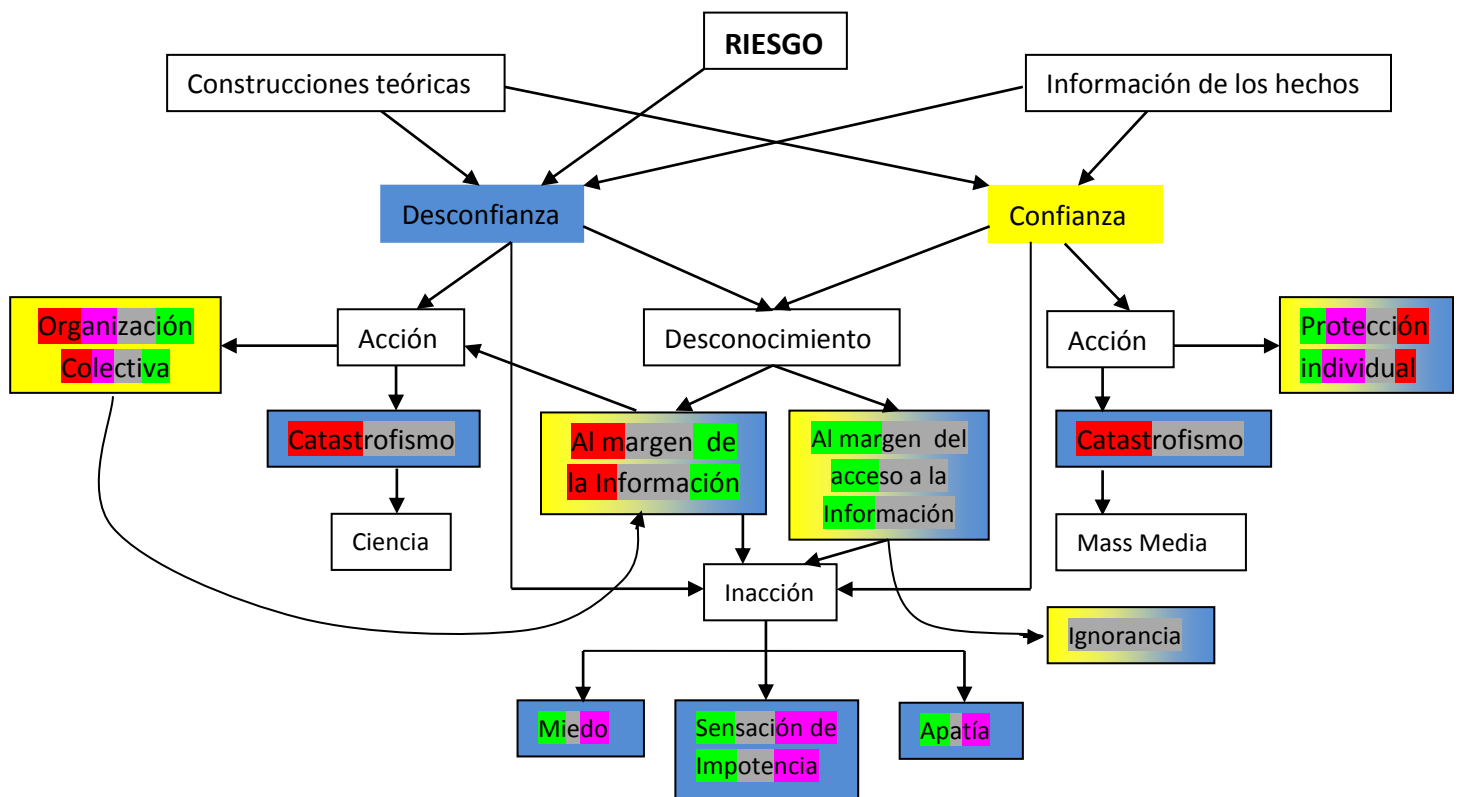 RIESGO
Construcciones teóricas
Información de los hechos
Desconfianza
Confianza
Organización
Colectiva
Acción
Desconocimiento
Acción
Protección
individual
Catastrofismo
Al margen de
la Información
Al margen del
acceso a la
Información
Catastrofismo
Ciencia
Mass Media
Inacción
Ignorancia
Miedo
Sensación de
Impotencia
Apatía